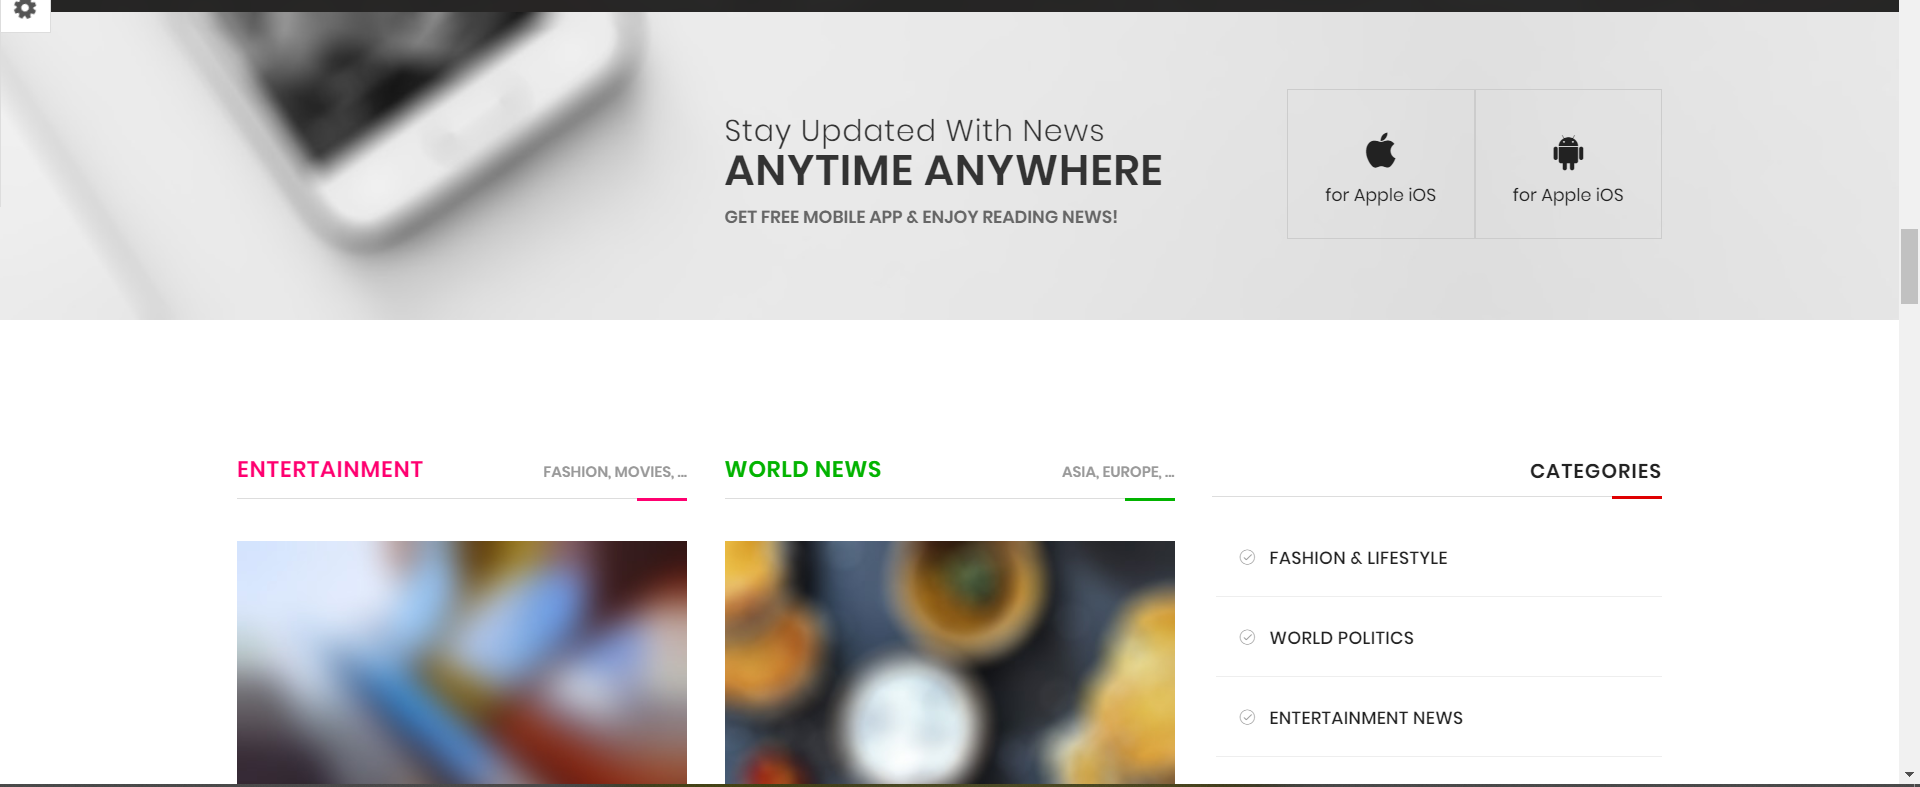 Stay Updated With News
ANYTIME ANYWHERE
GET FREE MOBILE APP & ENJOY READING NEWS!
for Apple iOS
for Apple iOS
ENTERTAINMENT
FASHION, MOVIES, ...
WORLD NEWS
ASIA, EUROPE, ...
CATEGORIES
FASHION & LIFESTYLE
WORLD POLITICS
ENTERTAINMENT NEWS